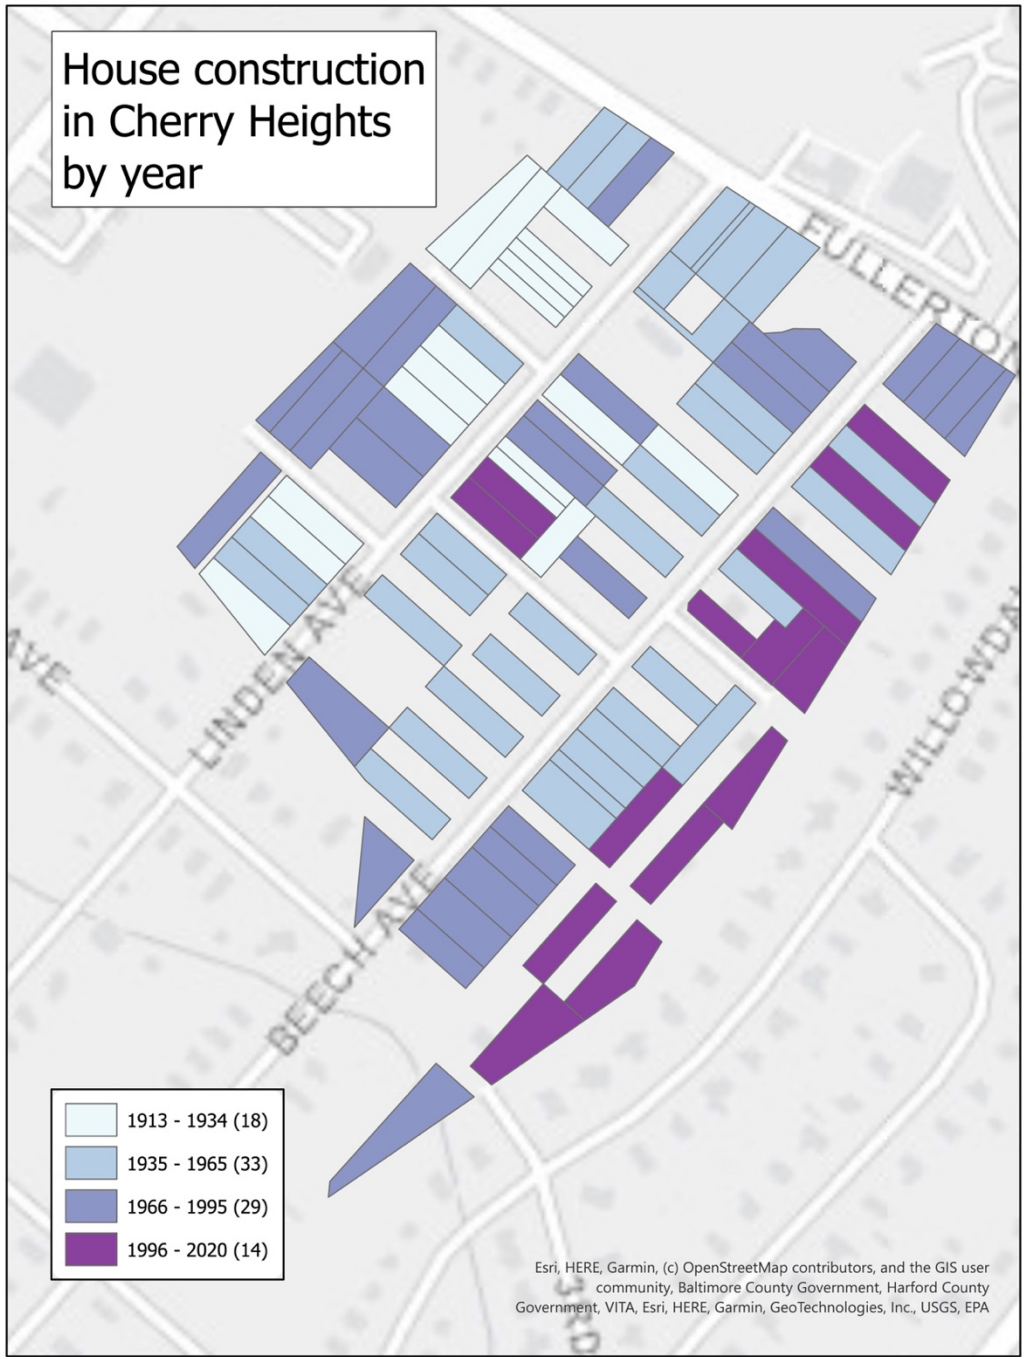 House construction
in Cherry Heights
by year
FULLERTON
AVE
LINDEN AVE
WILLOWDA
BEECH AVE
1913 - 1934 (18)
1935 - 1965 (33)
1966 - 1995 (29)
1996 - 2020 (14)
3RD
Esri, HERE, Garmin, (c) OpenStreetMap contributors, and the GIS user
community, Baltimore County Government, Harford County
Government, VITA, Esri, HERE, Garmin, GeoTechnologies, Inc., USGS, EPA